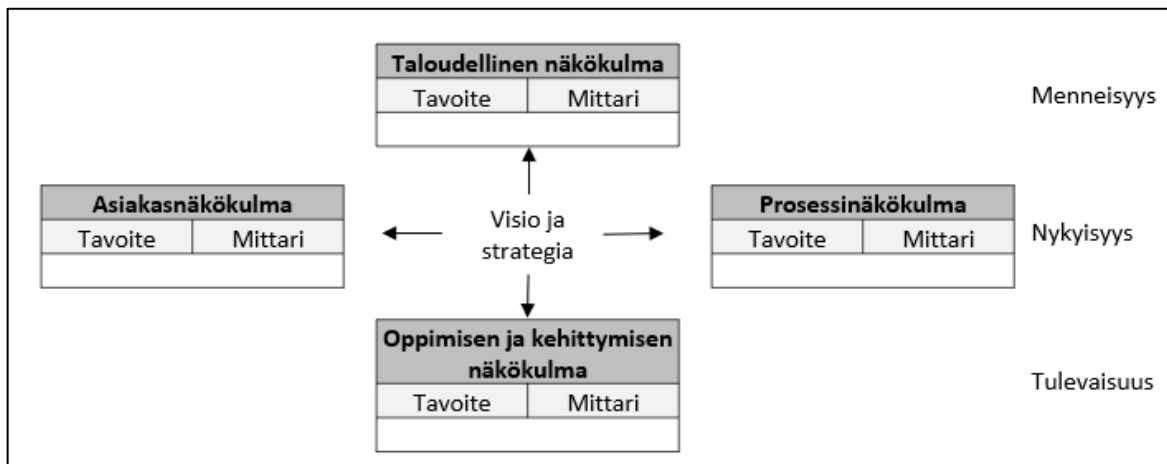 Taloudellinen näkökulma
Tavoite Mittari
Menneisyys
Asiakasnäkökulma
Tavoite Mittari
Visio ja
strategia
Prosessinäkökulma
Tavoite Mittari
Nykyisyys
Oppimisen ja kehittymisen
näkökulma
Tavoite Mittari
Tulevaisuus